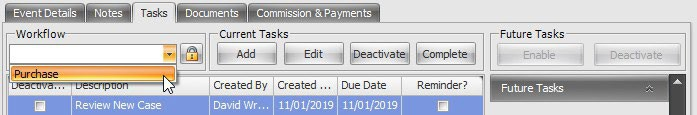 Event Details Notes Tasks Documents Commission & Payments
Workflow Current Tasks Future Tasks
Add Edit Deactivate Complete Enable Deactivate
Purchase
Deactiva... Description Created By Created ... Due Date Reminder? Future Tasks
Review New Case David Wr... 11/01/2019 11/01/2019